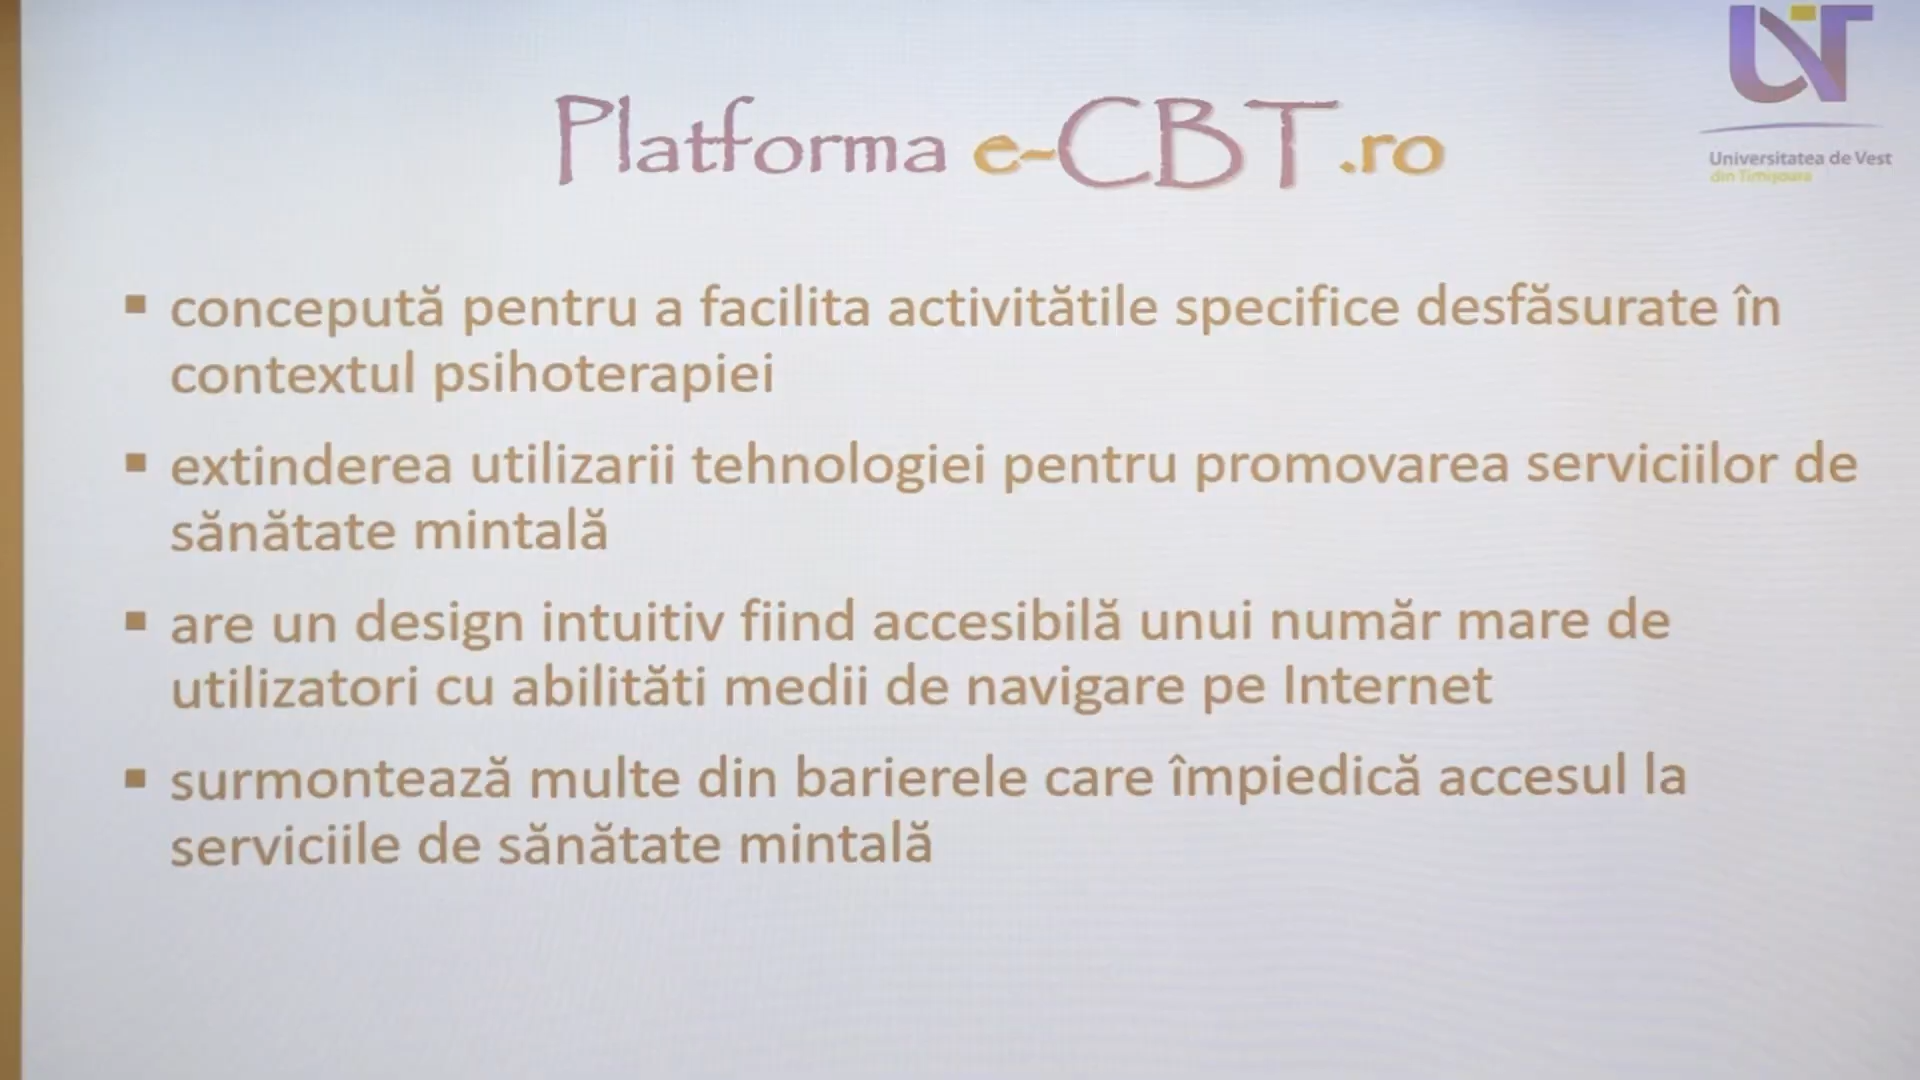 UVT
Universitatea de Vest
din Timișoara
Platforma e-CBT.ro
▪ concepută pentru a facilita activitătile specifice desfăsurate în
contextul psihoterapiei
▪ extinderea utilizarii tehnologiei pentru promovarea serviciilor de
sănătate mintală
▪ are un design intuitiv fiind accesibilă unui număr mare de
utilizatori cu abilităti medii de navigare pe Internet
▪ surmontează multe din barierele care împiedică accesul la
serviciile de sănătate mintală